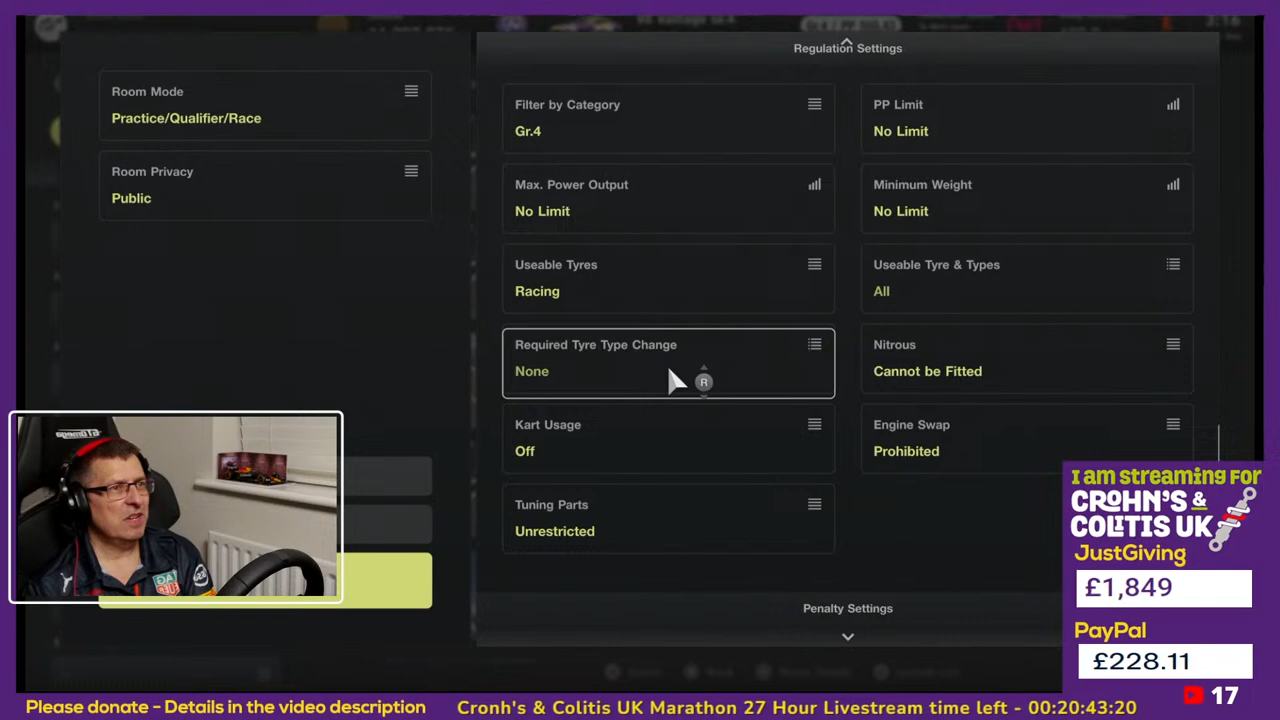 Regulation Settings
Room Mode
Practice/Qualifier/Race
Room Privacy
Public
Filter by Category
Gr.4
PP Limit
No Limit
Max. Power Output
No Limit
Minimum Weight
No Limit
Useable Tyres
Racing
Useable Tyre & Types
All
Required Tyre Type Change
None
R
Nitrous
Cannot be Fitted
Kart Usage
Off
Engine Swap
Prohibited
Tuning Parts
Unrestricted
Penalty Settings
I am streaming for
CROHN'S &
COLITIS UK
JustGiving
£1,849
PayPal
£228.11
17
Please donate - Details in the video description
Cronh's & Colitis UK Marathon 27 Hour Livestream time left - 00:20:43:20